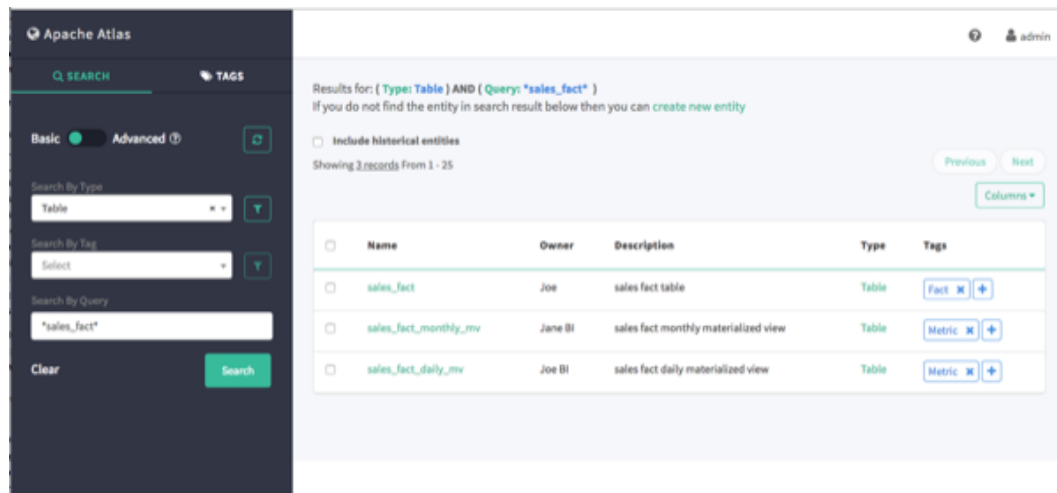 Apache Atlas
admin
SEARCH TAGS
Basic Advanced
Search By Type
Table
Search By Tag
Select
Search By Query
*sales_fact*
Clear Search
Results for: ( Type: Table ) AND ( Query: *sales_fact* )
If you do not find the entity in search result below then you can create new entity
Include historical entities
Showing 3 records From 1 - 25
Previous Next
Columns
Name Owner Description Type Tags
sales_fact Joe sales fact table Table Fact
sales_fact_monthly_mv Jane BI sales fact monthly materialized view Table Metric
sales_fact_daily_mv Joe BI sales fact daily materialized view Table Metric